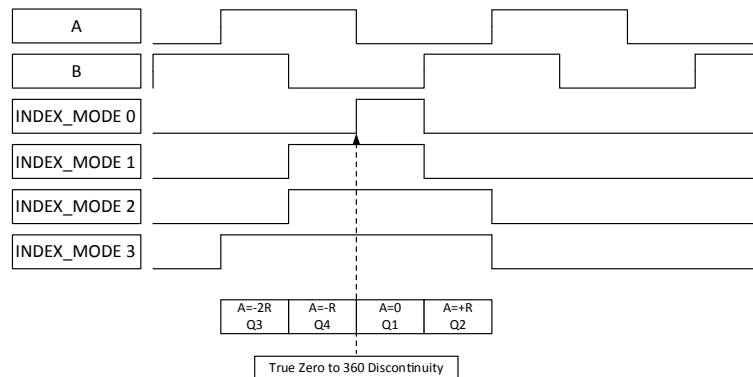 A
B
INDEX_MODE 0
INDEX_MODE 1
INDEX_MODE 2
INDEX_MODE 3
A=-2R A=-R A=0 A=+R
Q3 Q4 Q1 Q2
True Zero to 360 Discontinuity